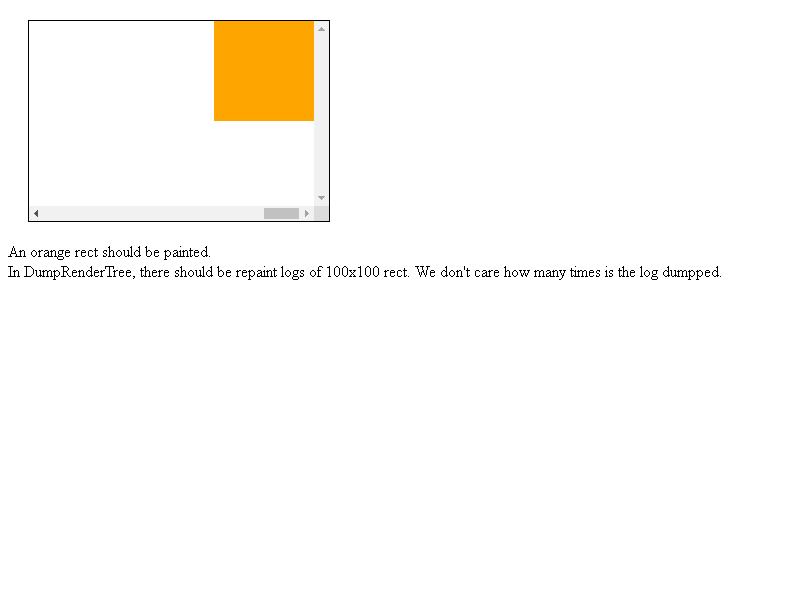 An orange rect should be painted.
In DumpRenderTree, there should be repaint logs of 100x100 rect. We don't care how many times is the log dumpped.